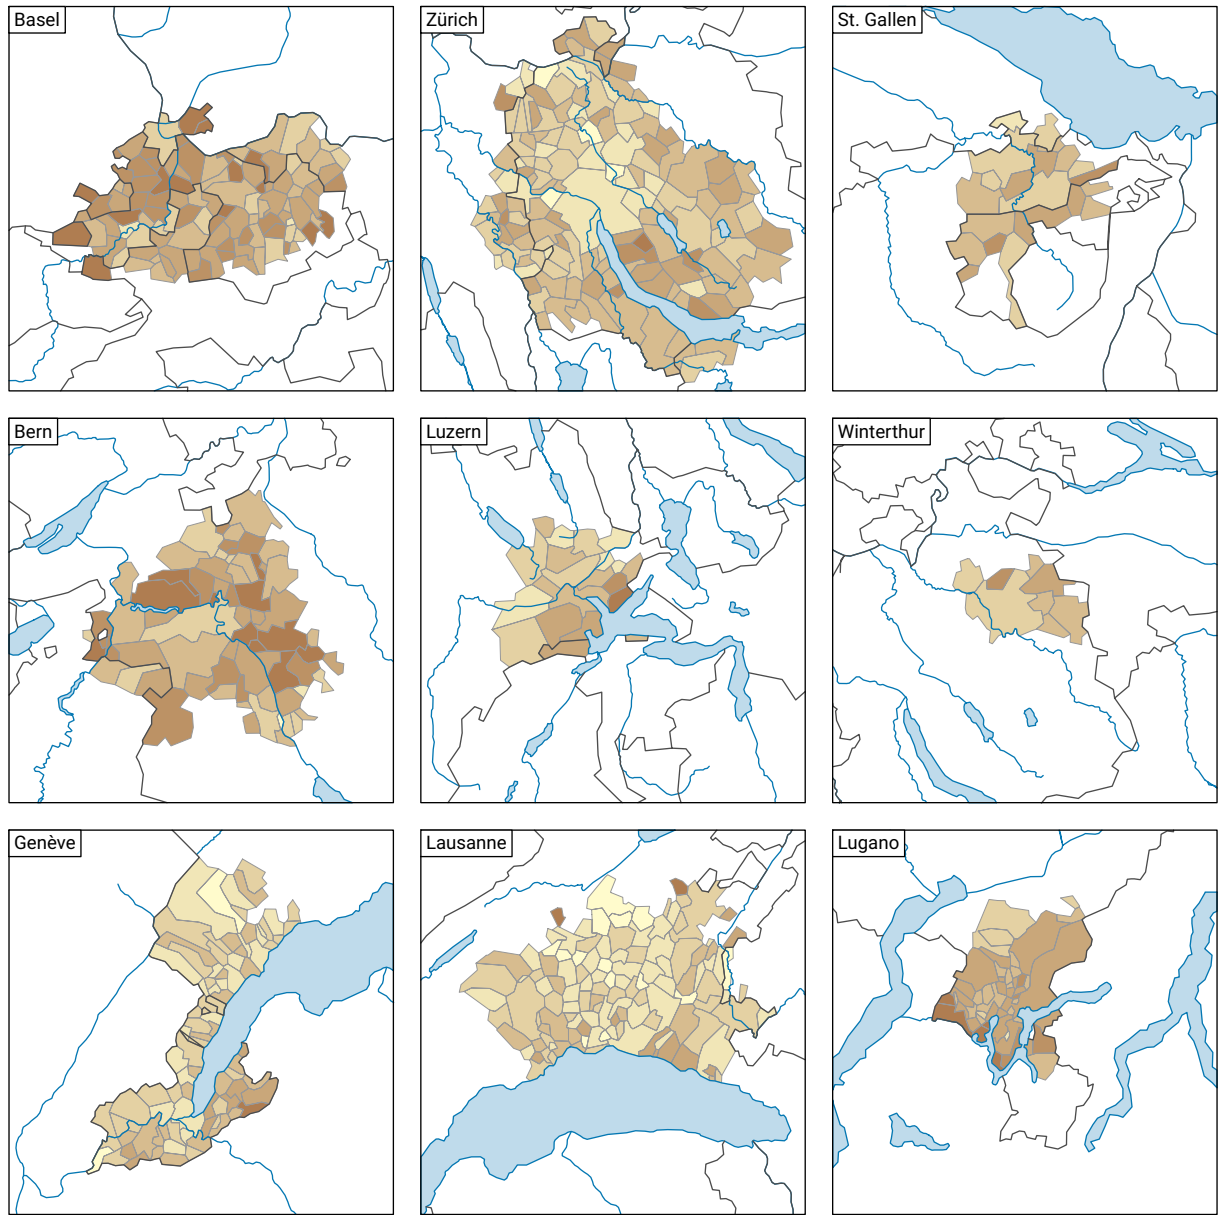 Basel
Zürich
St. Gallen
Bern
Luzern
Winterthur
Genève
Lausanne
Lugano